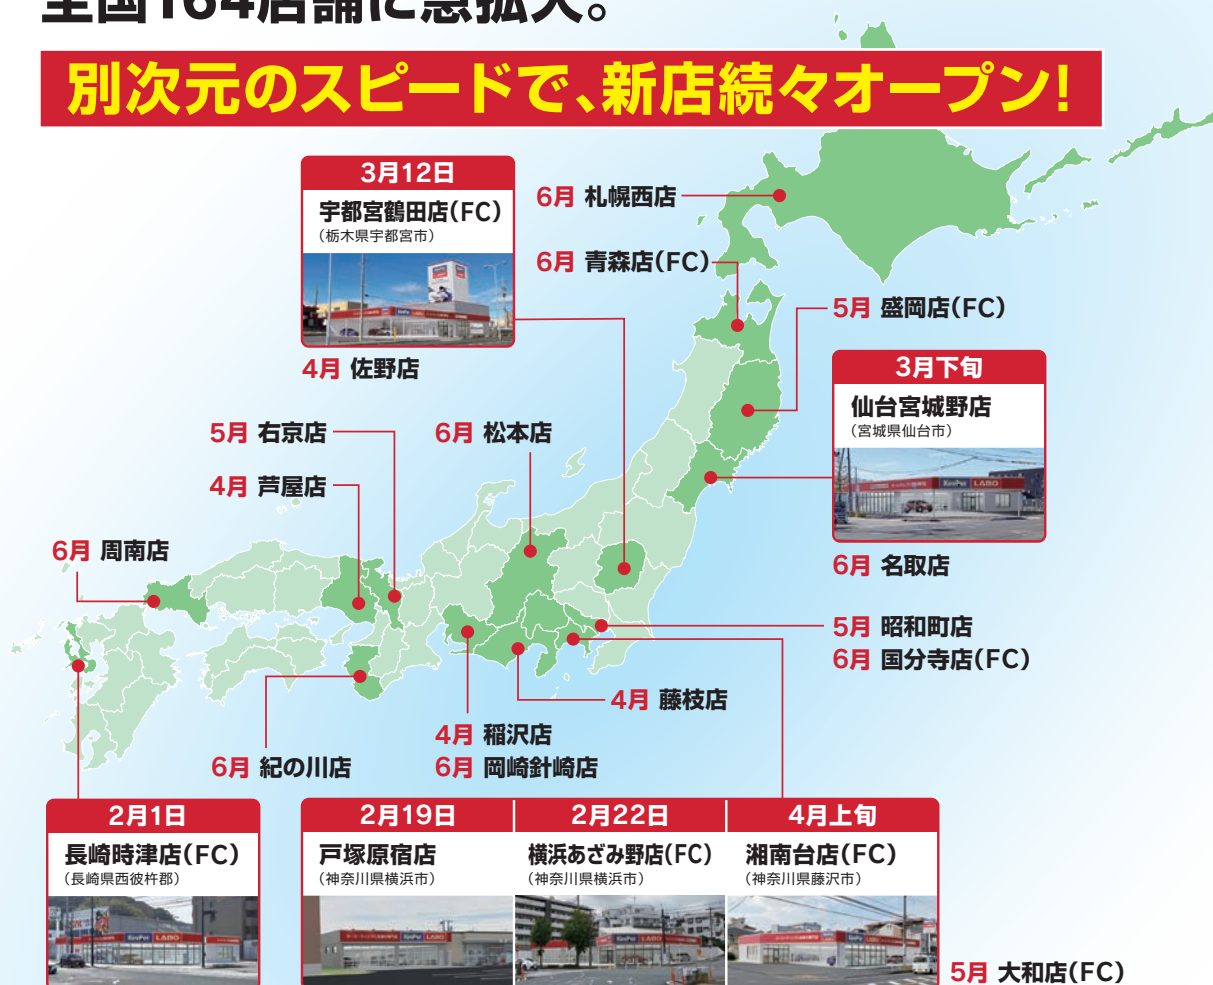 全国164店舗に急拡大。
別次元のスピードで、新店続々オープン!
3月12日
宇都宮鶴田店(FC)
(栃木県宇都宮市)
4月 佐野店
6月 札幌西店
6月 青森店(FC)
5月 盛岡店(FC)
3月下旬
仙台宮城野店
(宮城県仙台市)
KeePer LABO
6月 名取店
5月 右京店
6月 松本店
4月 芦屋店
6月 周南店
5月 昭和町店
6月 国分寺店(FC)
4月 藤枝店
4月 稲沢店
6月 岡崎針崎店
6月 紀の川店
2月1日
長崎時津店(FC)
(長崎県西彼杵郡)
KeePer LABO
2月19日
戸塚原宿店
(神奈川県横浜市)
KeePer LABO
2月22日
横浜あざみ野店(FC)
(神奈川県横浜市)
KeePer LABO
4月上旬
湘南台店(FC)
(神奈川県藤沢市)
KeePer LABO
5月 大和店(FC)